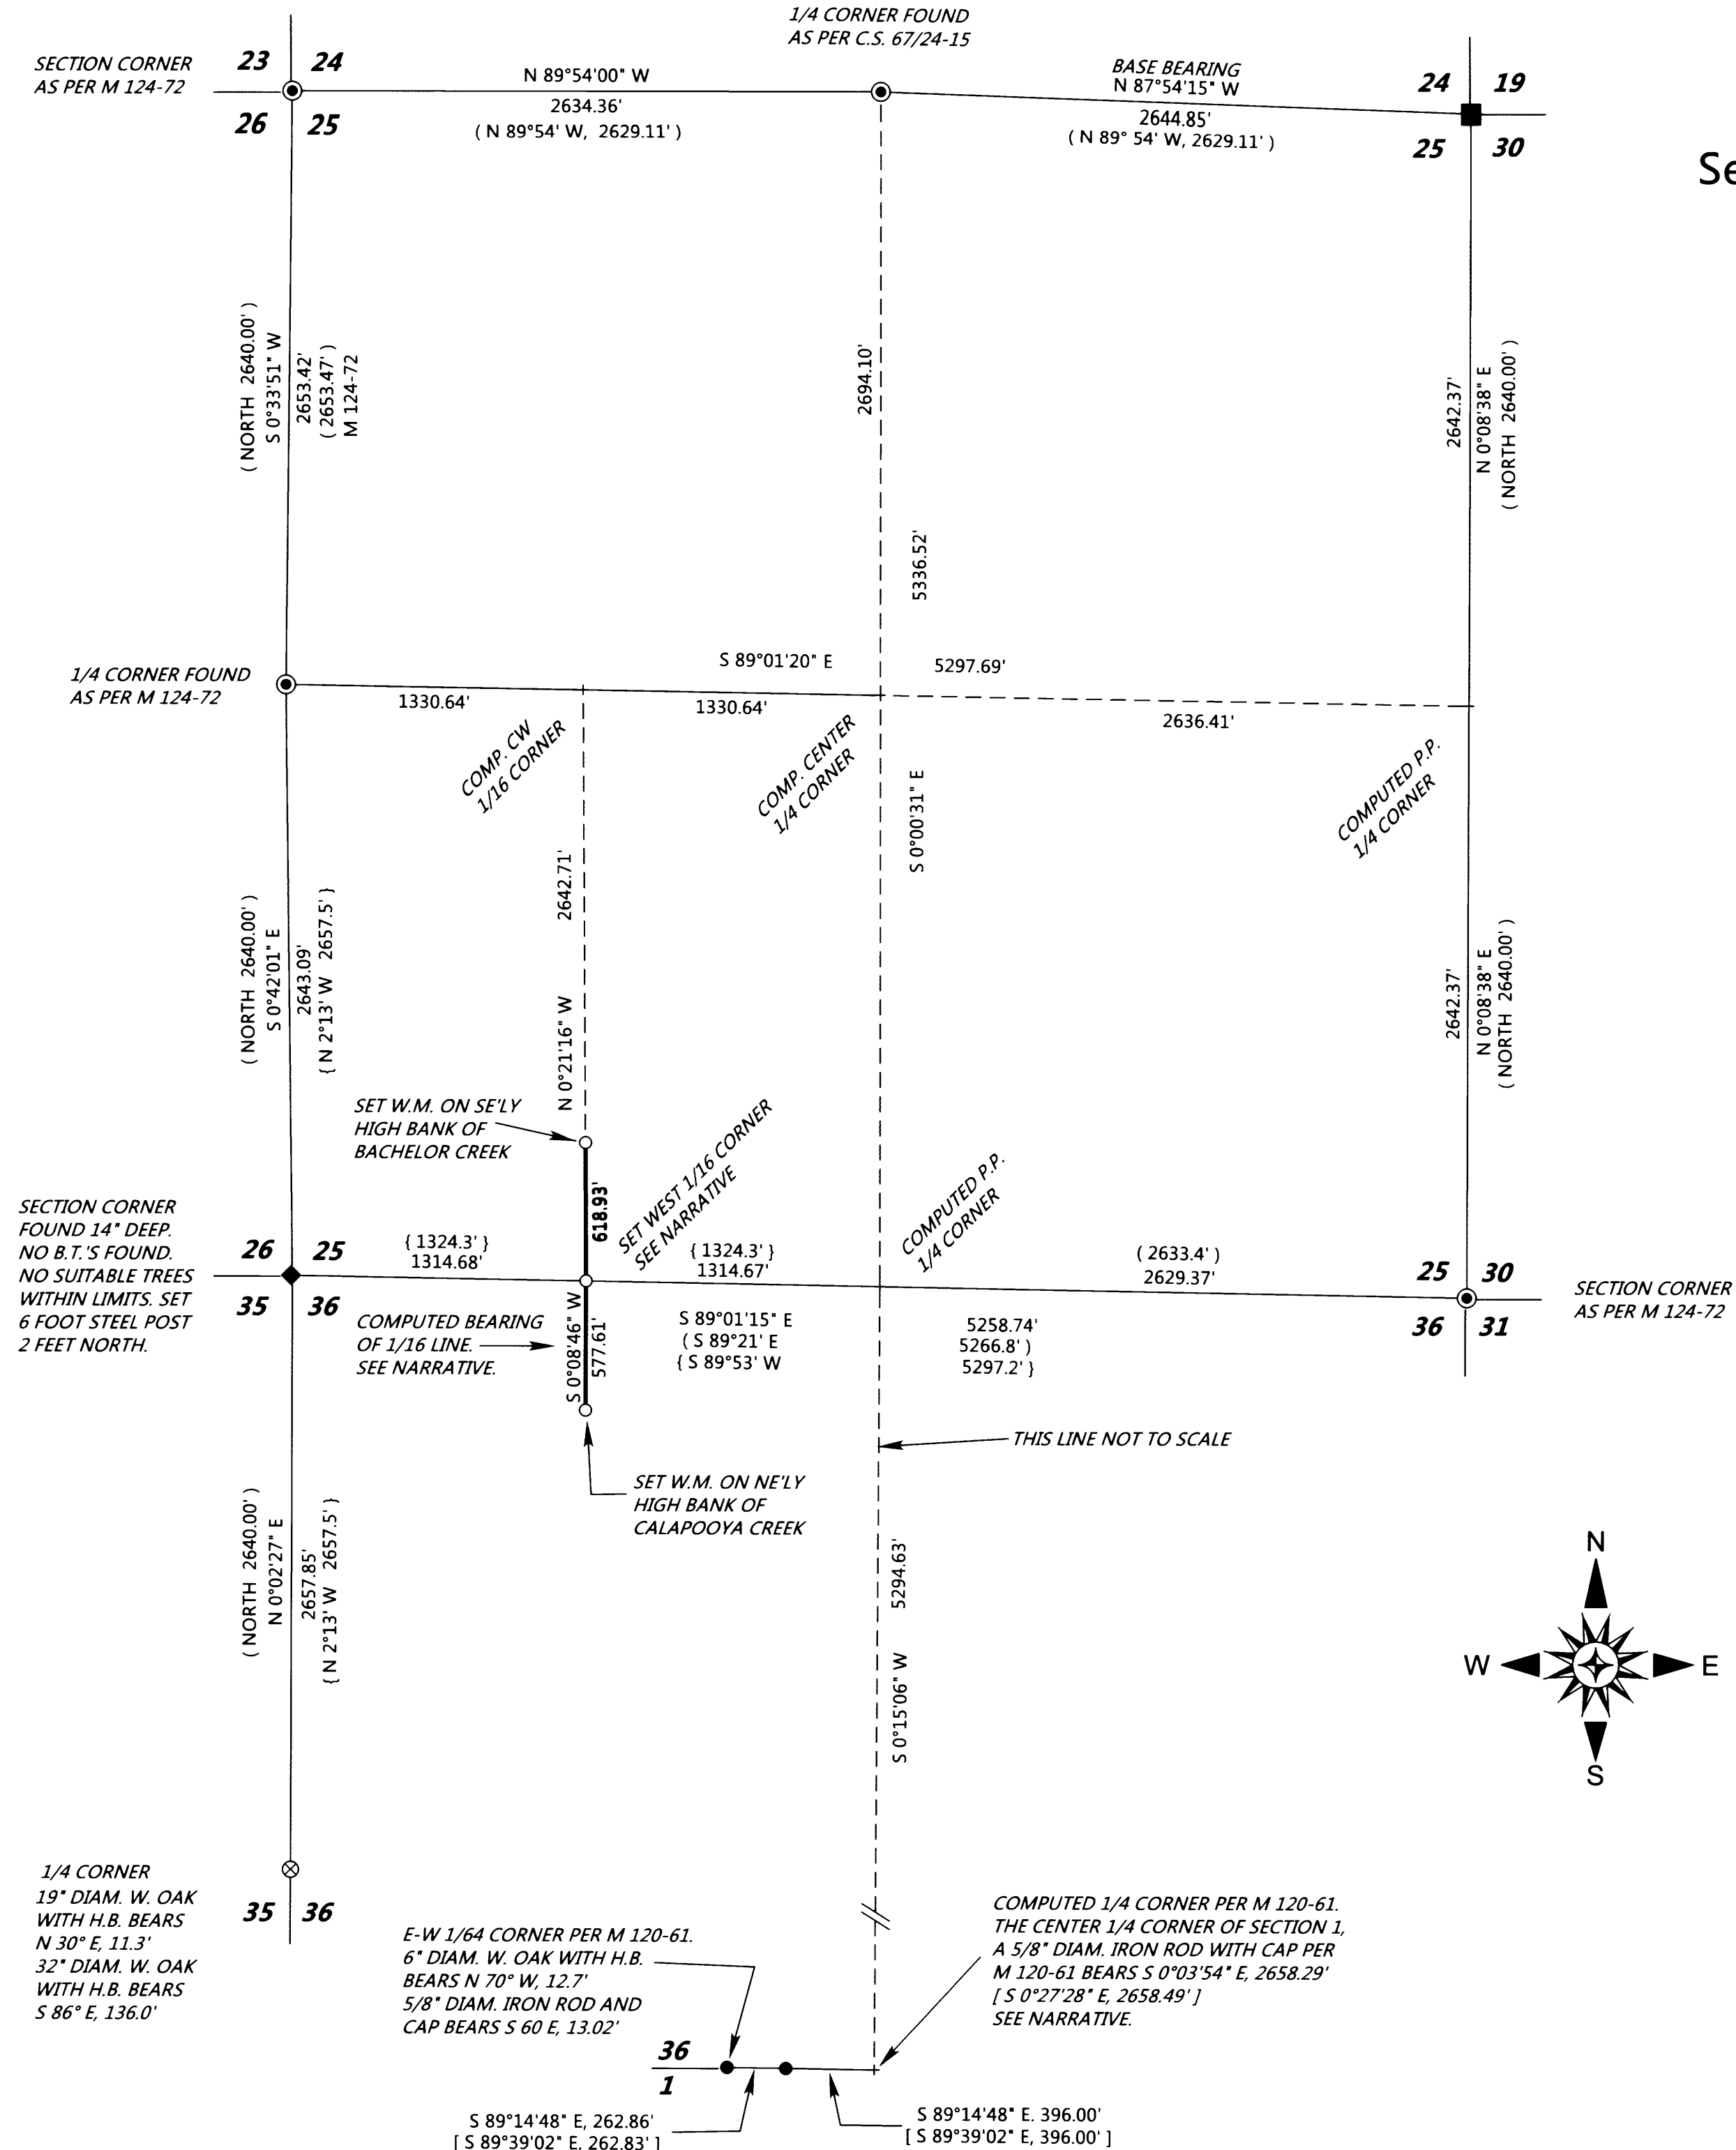 1/4 CORNER FOUND
AS PER C.S. 67/24-15
SECTION CORNER
AS PER M 124-72
23
24
26
25
N 89°54'00" W
2634.36'
( N 89°54' W, 2629.11' )
BASE BEARING
N 87°54'15" W
2644.85'
( N 89° 54' W, 2629.11' )
24
19
25
30
Se
( NORTH 2640.00' )
S 0°33'51" W
2653.42'
( 2653.47' )
M 124-72
2694.10'
2642.37'
N 0°08'38" E
( NORTH 2640.00' )
5336.52'
1/4 CORNER FOUND
AS PER M 124-72
S 89°01'20" E
5297.69'
1330.64'
1330.64'
2636.41'
COMP. CW
1/16 CORNER
COMP. CENTER
1/4 CORNER
COMPUTED P.P.
1/4 CORNER
S 0°00'31" E
2642.71'
N 0°21'16" W
( NORTH 2640.00' )
S 0°42'01" E
2643.09'
{ N 2°13' W 2657.5' }
2642.37'
N 0°08'38" E
( NORTH 2640.00' )
SET W.M. ON SE'LY
HIGH BANK OF
BACHELOR CREEK
618.93'
SET WEST 1/16 CORNER
SEE NARRATIVE
COMPUTED P.P.
1/4 CORNER
SECTION CORNER
FOUND 14" DEEP.
NO B.T.'S FOUND.
NO SUITABLE TREES
WITHIN LIMITS. SET
6 FOOT STEEL POST
2 FEET NORTH.
26
25
35
36
{ 1324.3' }
1314.68'
{ 1324.3' }
1314.67'
( 2633.4' )
2629.37'
25
30
36
31
SECTION CORNER
AS PER M 124-72
COMPUTED BEARING
OF 1/16 LINE.
SEE NARRATIVE.
S 0°08'46" W
577.61'
S 89°01'15" E
( S 89°21' E
{ S 89°53' W
5258.74'
5266.8' )
5297.2' }
THIS LINE NOT TO SCALE
SET W.M. ON NE'LY
HIGH BANK OF
CALAPOOYA CREEK
( NORTH 2640.00' )
N 0°02'27" E
2657.85'
{ N 2°13' W 2657.5' }
5294.63'
S 0°15'06" W
N
W
E
S
1/4 CORNER
19" DIAM. W. OAK
WITH H.B. BEARS
N 30° E, 11.3'
32" DIAM. W. OAK
WITH H.B. BEARS
S 86° E, 136.0'
35
36
E-W 1/64 CORNER PER M 120-61.
6" DIAM. W. OAK WITH H.B.
BEARS N 70° W, 12.7'
5/8" DIAM. IRON ROD AND
CAP BEARS S 60 E, 13.02'
COMPUTED 1/4 CORNER PER M 120-61.
THE CENTER 1/4 CORNER OF SECTION 1,
A 5/8" DIAM. IRON ROD WITH CAP PER
M 120-61 BEARS S 0°03'54" E, 2658.29'
[ S 0°27'28" E, 2658.49' ]
SEE NARRATIVE.
36
1
S 89°14'48" E, 262.86'
[ S 89°39'02" E, 262.83' ]
S 89°14'48" E. 396.00'
[ S 89°39'02" E, 396.00' ]